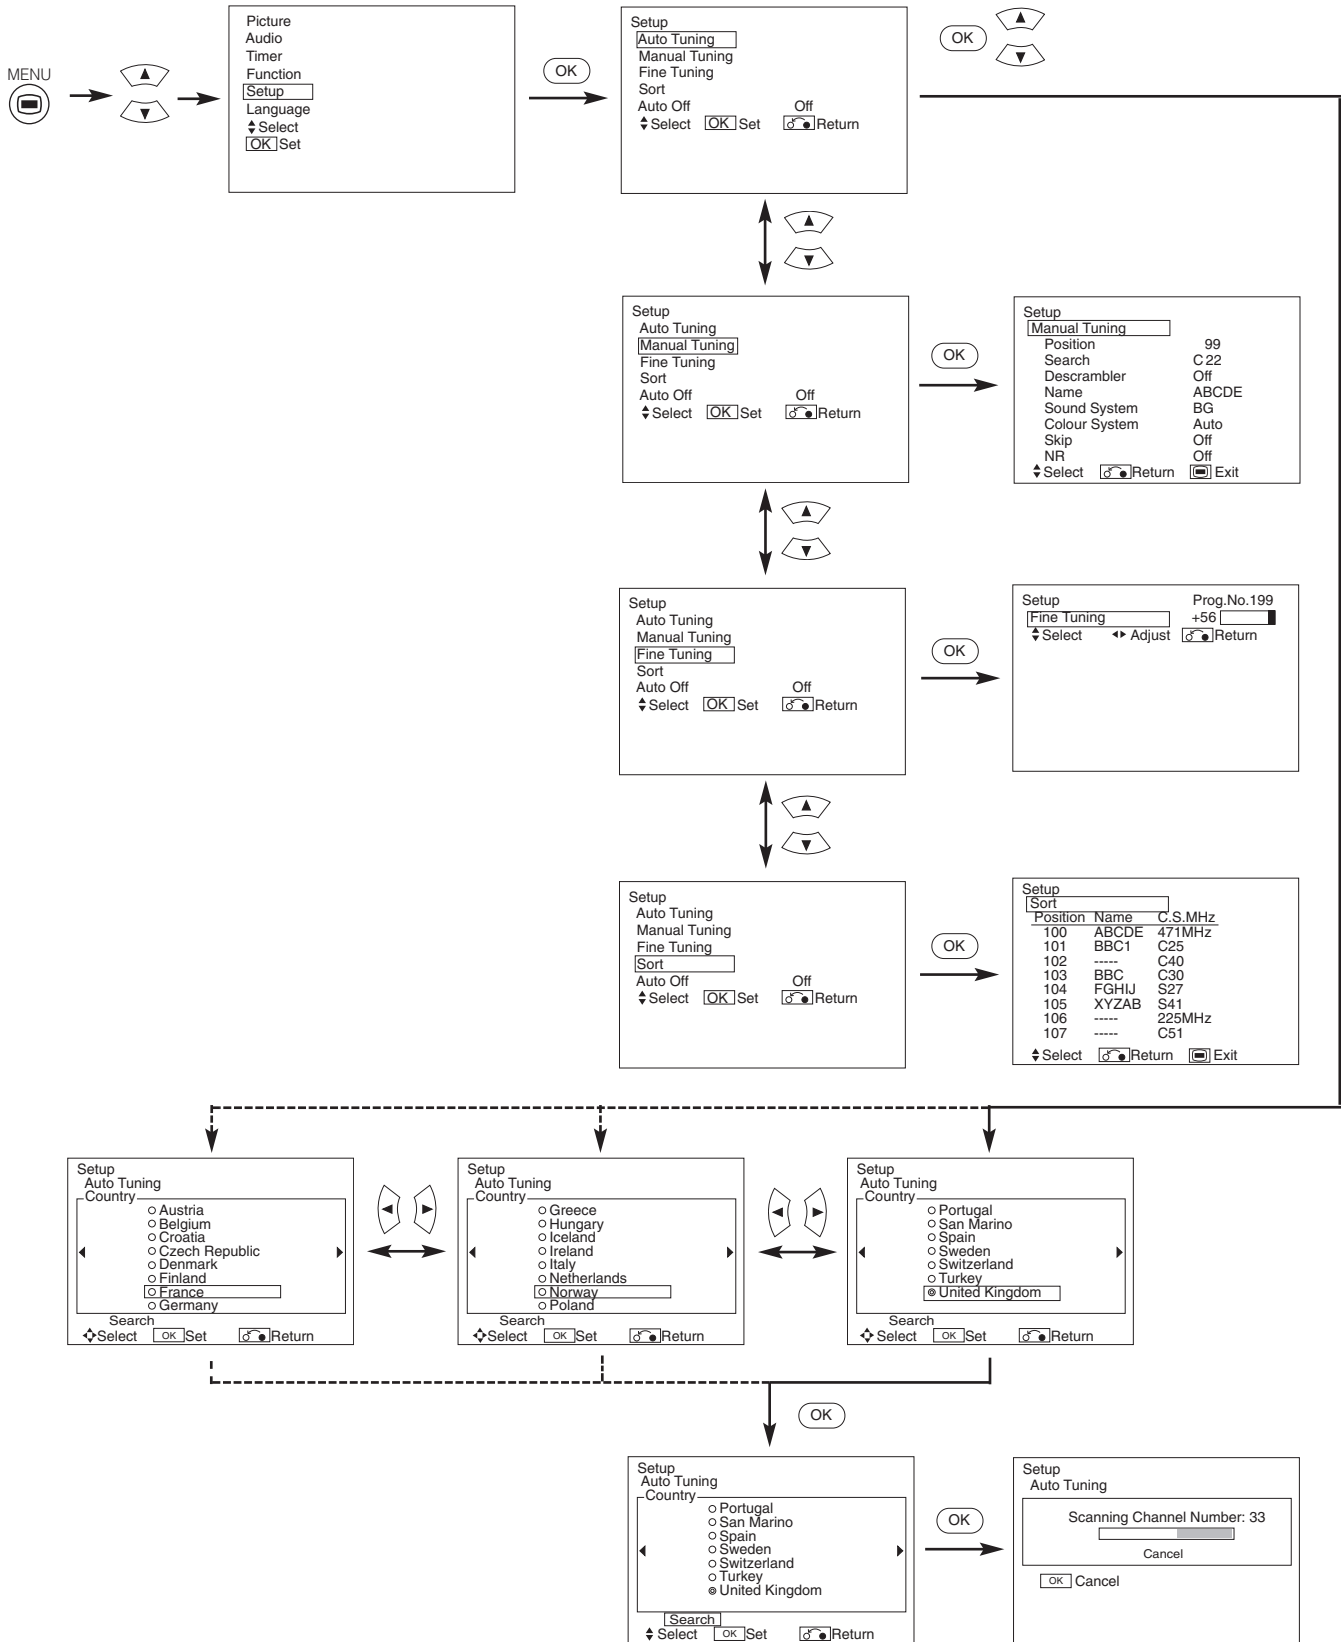 MENU
Picture
Audio
Timer
Function
Setup
Language
Select
OK Set
OK
Setup
Auto Tuning
Manual Tuning
Fine Tuning
Sort
Auto Off Off
Select OK Set Return
OK
Setup
Auto Tuning
Manual Tuning
Fine Tuning
Sort
Auto Off Off
Select OK Set Return
OK
Setup
Manual Tuning
Position 99
Search C 22
Descrambler Off
Name ABCDE
Sound System BG
Colour System Auto
Skip Off
NR Off
Select Return Exit
Setup
Auto Tuning
Manual Tuning
Fine Tuning
Sort
Auto Off Off
Select OK Set Return
OK
Setup Prog.No.199
Fine Tuning +56
Select Adjust Return
Setup
Auto Tuning
Manual Tuning
Fine Tuning
Sort
Auto Off Off
Select OK Set Return
OK
Setup
Sort
Position Name C.S.MHz
100 ABCDE 471MHz
101 BBC1 C25
102 ----- C40
103 BBC C30
104 FGHIJ S27
105 XYZAB S41
106 ----- 225MHz
107 ----- C51
Select Return Exit
Setup
Auto Tuning
Country
Austria
Belgium
Croatia
Czech Republic
Denmark
Finland
France
Germany
Search
Select OK Set Return
Setup
Auto Tuning
Country
Greece
Hungary
Iceland
Ireland
Italy
Netherlands
Norway
Poland
Search
Select OK Set Return
Setup
Auto Tuning
Country
Portugal
San Marino
Spain
Sweden
Switzerland
Turkey
United Kingdom
Search
Select OK Set Return
OK
Setup
Auto Tuning
Country
Portugal
San Marino
Spain
Sweden
Switzerland
Turkey
United Kingdom
Search
Select OK Set Return
OK
Setup
Auto Tuning
Scanning Channel Number: 33
Cancel
OK Cancel